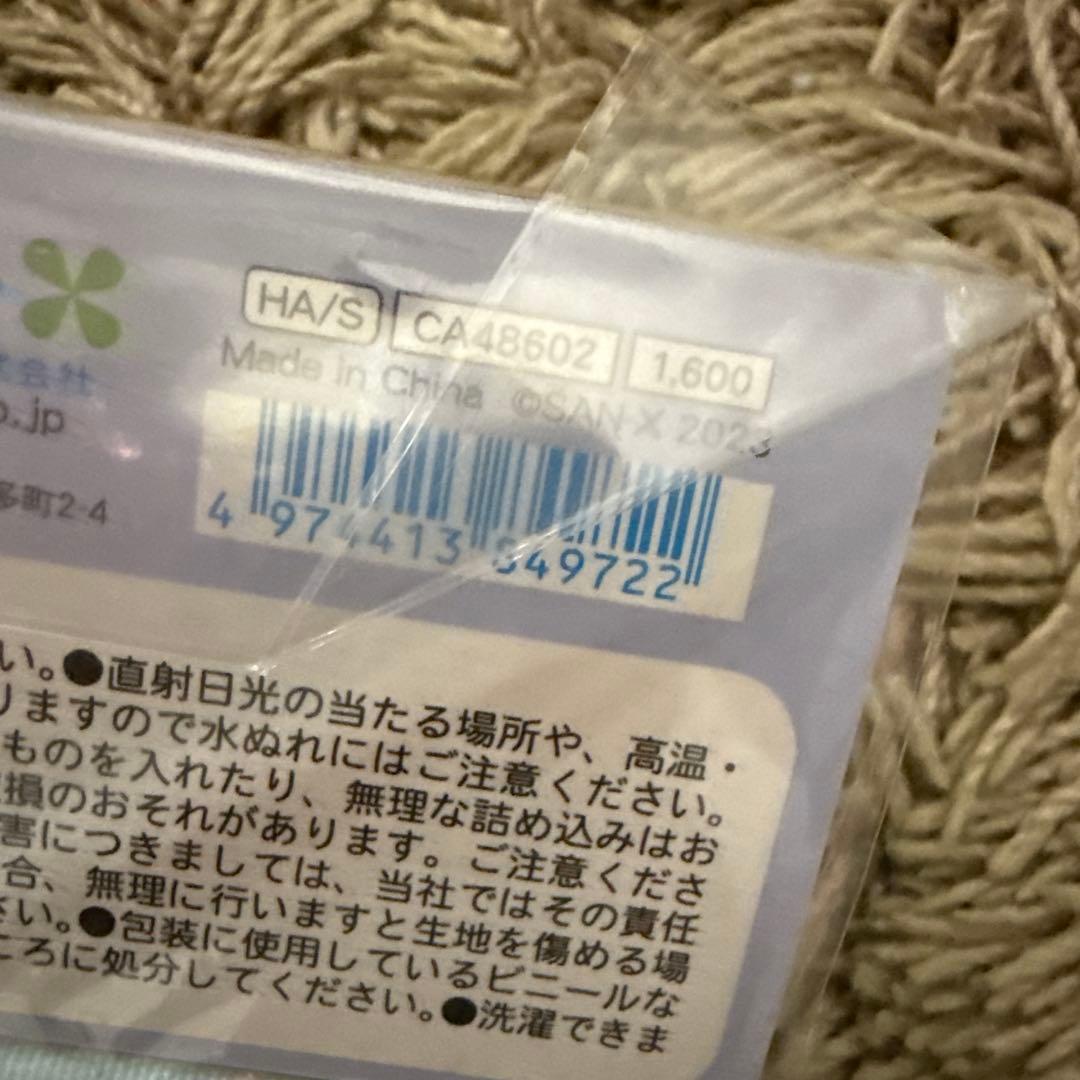 HA/S CA48602 1,600
Made in China ©SAN-X 2023
会社
.jp
多町2-4
4 974413 849722
い。●直射日光の当たる場所や、高温・
りますので水ぬれにはご注意ください。
ものを入れたり、無理な詰め込みはお
損のおそれがあります。ご注意くださ
害につきましては、当社ではその責任
合、無理に行いますと生地を傷める場
さい。●包装に使用しているビニールな
ころに処分してください。●洗濯できま